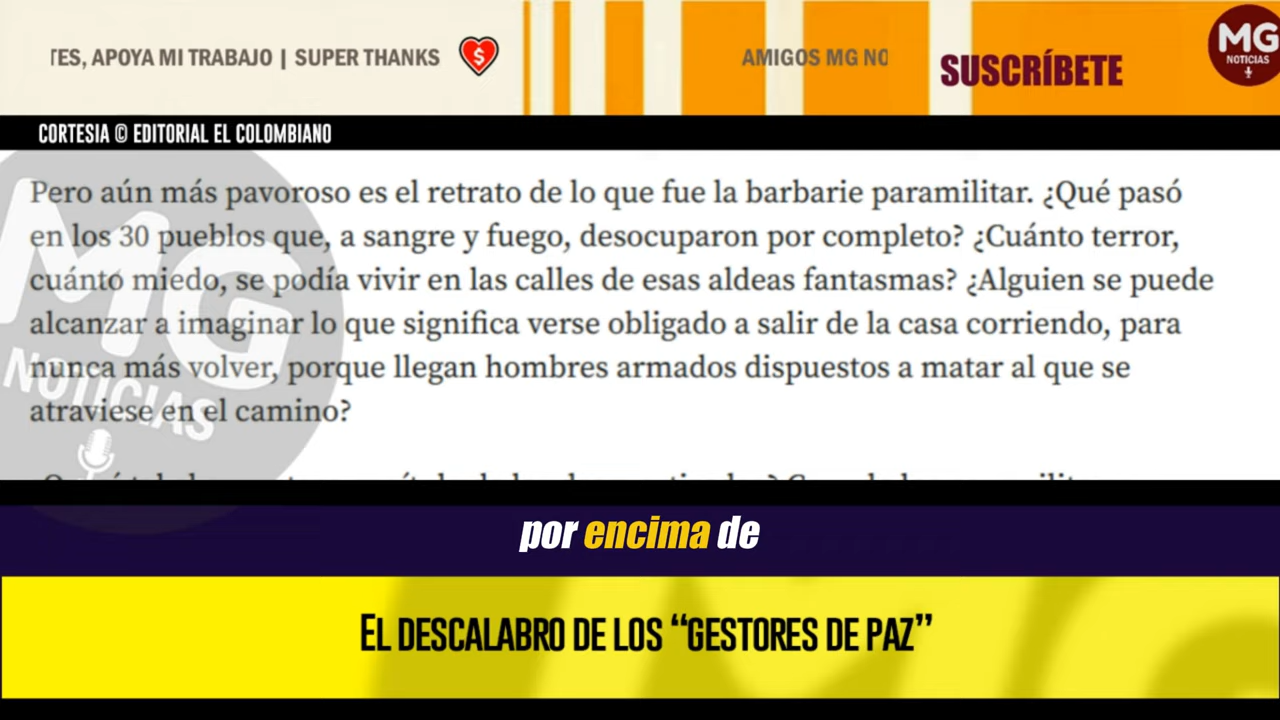 TES, APOYA MI TRABAJO | SUPER THANKS
AMIGOS MG NO
SUSCRÍBETE
MG
NOTICIAS
CORTESIA © EDITORIAL EL COLOMBIANO
Pero aún más pavoroso es el retrato de lo que fue la barbarie paramilitar. ¿Qué pasó
en los 30 pueblos que, a sangre y fuego, desocuparon por completo? ¿Cuánto terror,
cuánto miedo, se podía vivir en las calles de esas aldeas fantasmas? ¿Alguien se puede
alcanzar a imaginar lo que significa verse obligado a salir de la casa corriendo, para
nunca más volver, porque llegan hombres armados dispuestos a matar al que se
atraviese en el camino?
MG
NOTICIAS
por encima de
EL DESCALABRO DE LOS “GESTORES DE PAZ”